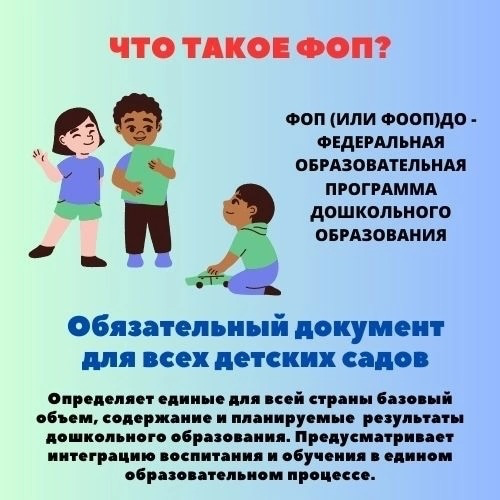 ЧТО ТАКОЕ ФОП?
ФОП (ИЛИ ФООП)ДО -
ФЕДЕРАЛЬНАЯ
ОБРАЗОВАТЕЛЬНАЯ
ПРОГРАММА
ДОШКОЛЬНОГО
ОБРАЗОВАНИЯ
Обязательный документ
для всех детских садов
Определяет единые для всей страны базовый
объем, содержание и планируемые результаты
дошкольного образования. Предусматривает
интеграцию воспитания и обучения в едином
образовательном процессе.